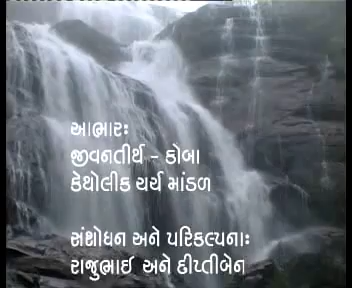 આભારઃ
જીવનતીર્થ - કોબા
કેથોલીક ચર્ચ માંડળ
સંશોધન અને પરિકલ્પનાઃ
રાજુભાઈ અને દીપ્તીબેન